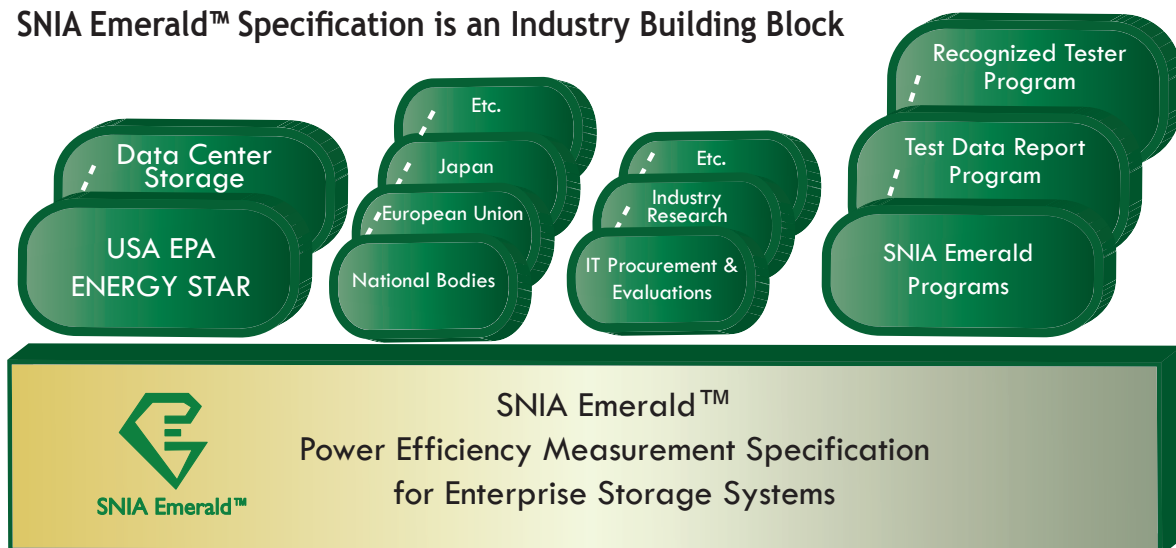 SNIA Emerald™ Specification is an Industry Building Block
Data Center
Storage
USA EPA
ENERGY STAR
Etc.
Japan
European Union
National Bodies
Etc.
Industry
Research
IT Procurement &
Evaluations
Recognized Tester
Program
Test Data Report
Program
SNIA Emerald
Programs
SNIA Emerald™
SNIA Emerald™
Power Efficiency Measurement Specification
for Enterprise Storage Systems